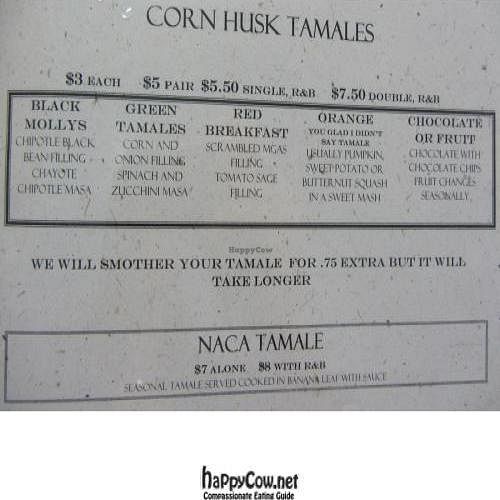 CORN HUSK TAMALES
$3 EACH $5 PAIR $5.50 SINGLE, R&B $7.50 DOUBLE, R&B
BLACK MOLLYS
CHIPOTLE BLACK
BEAN FILLING
CHAYOTE
CHIPOTLE MASA
GREEN
TAMALES
CORN AND
ONION FILLING
SPINACH AND
ZUCCHINI MASA
RED
BREAKFAST
SCRAMBLED MGAS
FILLING
TOMATO SAGE
FILLING
ORANGE
YOU GLAD I DIDN'T
SAY TAMALE
USUALLY PUMPKIN,
SWEET POTATO OR
BUTTERNUT SQUASH
IN A SWEET MASH
CHOCOLATE
OR FRUIT
CHOCOLATE WITH
CHOCOLATE CHIPS
FRUIT CHANGES
SEASONALLY
HappyCow
WE WILL SMOTHER YOUR TAMALE FOR .75 EXTRA BUT IT WILL
TAKE LONGER
NACA TAMALE
$7 ALONE $8 WITH R&B
SEASONAL TAMALE SERVED COOKED IN BANANA LEAF WITH SAUCE
happyCow.net
Compassionate Eating Guide